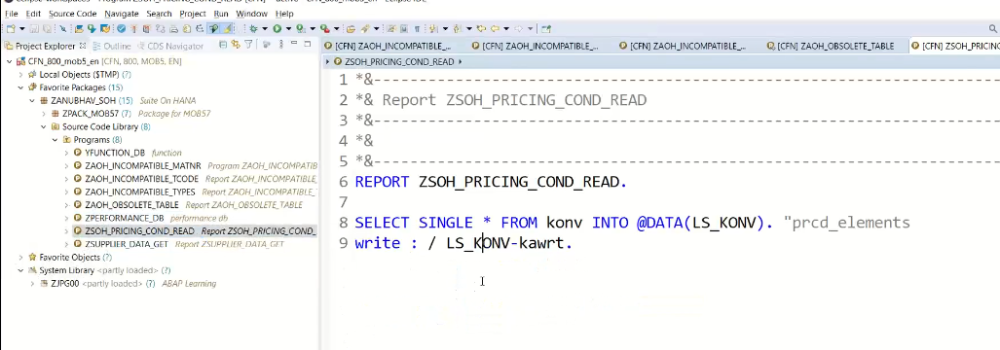 File Edit Source Code Navigate Search Project Run Window Help
Project Explorer Outline CDS Navigator
CFN_800_mob5_en [CFN, 800, MOB5, EN]
Local Objects ($TMP)
Favorite Packages (15)
ZANUBHAV_SOH (15) Suite On HANA
ZPACK_MOB57 Package for MOB57
Source Code Library (8)
Programs (8)
YFUNCTION_DB function
ZAOH_INCOMPATIBLE_MATNR Program ZAOH_INCOMPATIBL
ZAOH_INCOMPATIBLE_TCODE Report ZAOH_INCOMPATIBLE_
ZAOH_INCOMPATIBLE_TYPES Report ZAOH_INCOMPATIBLE_
ZAOH_OBSOLETE_TABLE Report ZAOH_OBSOLETE_TABLE
ZPERFORMANCE_DB performance db
ZSOH_PRICING_COND_READ Report ZSOH_PRICING_COND_
ZSUPPLIER_DATA_GET Report ZSUPPLIER_DATA_GET
Favorite Objects (2)
System Library <partly loaded>
ZJPG00 <partly loaded> (7) ABAP Learning
[CFN] ZAOH_INCOMPATIBLE_... [CFN] ZAOH_INCOMPATIBLE_... [CFN] ZAOH_INCOMPATIBLE_... [CFN] ZAOH_OBSOLETE_TABLE [CFN] ZSOH_PRICING
ZSOH_PRICING_COND_READ
1 *&---------------------------------------------------------------------
2 *& Report ZSOH_PRICING_COND_READ
3 *&---------------------------------------------------------------------
4 *&
5 *&---------------------------------------------------------------------
6 REPORT ZSOH_PRICING_COND_READ.
7
8 SELECT SINGLE * FROM konv INTO @DATA(LS_KONV). "prcd_elements
9 write : / LS_KONV-kawrt.